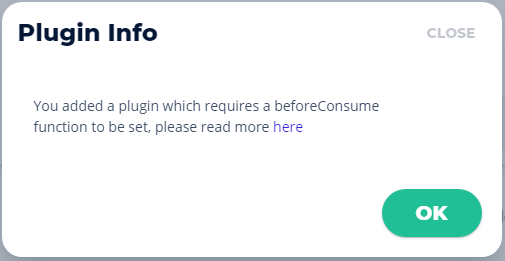 Plugin Info
CLOSE
You added a plugin which requires a beforeConsume
function to be set, please read more here
OK